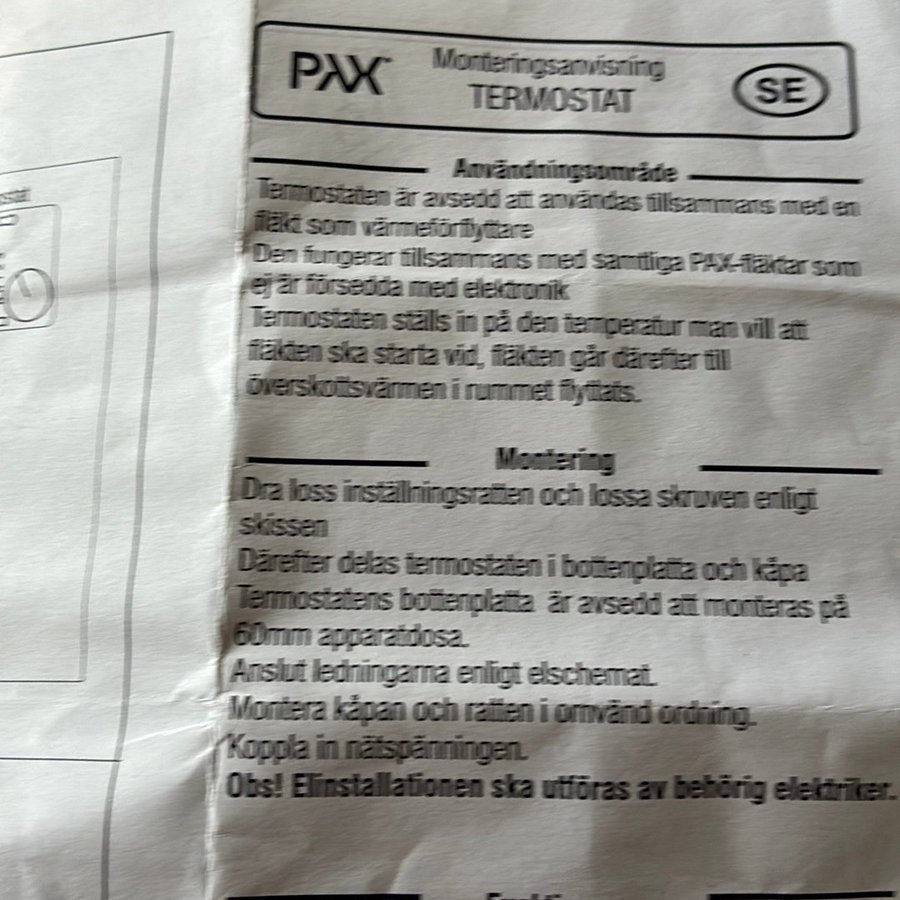 PAX
Monteringsanvisning
TERMOSTAT
SE
Användningsområde
Termostaten är avsedd att användas tillsammans med en
fläkt som värmeförflyttare
Den fungerar tillsammans med samtliga PAX-fläktar som
ej är försedda med elektronik
Termostaten ställs in på den temperatur man vill att
fläkten ska starta vid, fläkten går därefter till
överskottsvärmen i rummet flyttats.
Montering
Dra loss inställningsratten och lossa skruven enligt
skissen
Därefter delas termostaten i bottenplatta och kåpa
Termostatens bottenplatta är avsedd att monteras på
60mm apparatdosa.
Anslut ledningarna enligt elschemat.
Montera kåpan och ratten i omvänd ordning.
Koppla in nätspänningen.
Obs! Elinstallationen ska utföras av behörig elektriker.